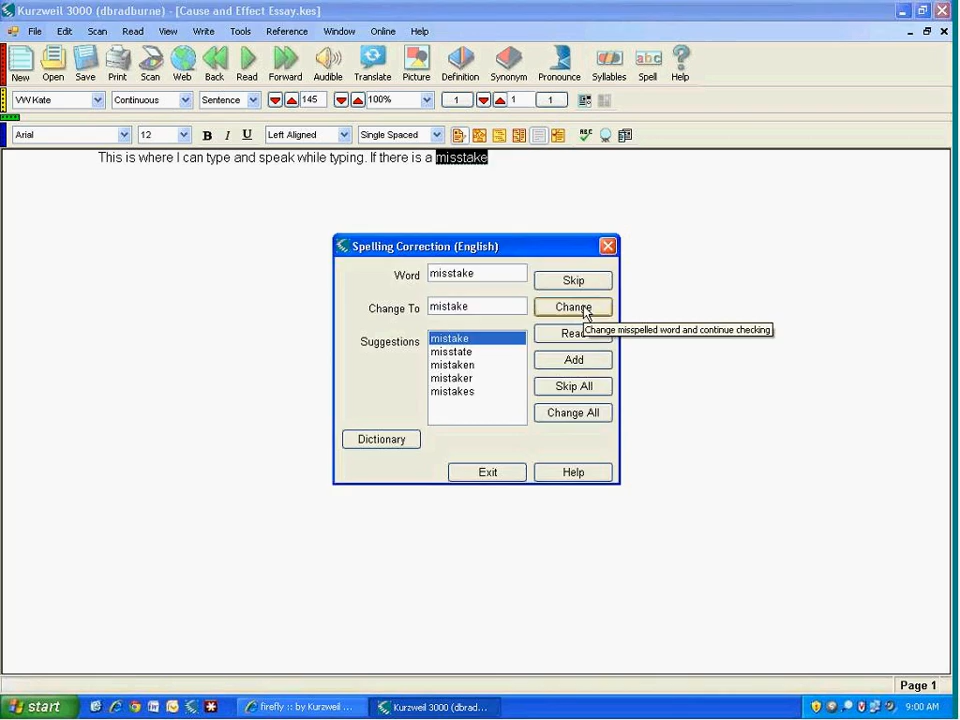 Kurzweil 3000 (dbradburne) - [Cause and Effect Essay.kes]
File Edit Scan Read View Write Tools Reference Window Online Help
New Open Save Print Scan Web Back Read Forward Audible Translate Picture Definition Synonym Pronounce Syllables Spell Help
VW Kate Continuous Sentence 145 100% 1 1 1
Arial 12 B I U Left Aligned Single Spaced
This is where I can type and speak while typing. If there is a misstake
Spelling Correction (English)
Word misstake Skip
Change To mistake Change
Change misspelled word and continue checking
Suggestions mistake Read
misstate
mistaken Add
mistaker
mistakes Skip All
Change All
Dictionary
Exit Help
Page 1
start firefly :: by Kurzweil ... Kurzweil 3000 (dbrad... 9:00 AM